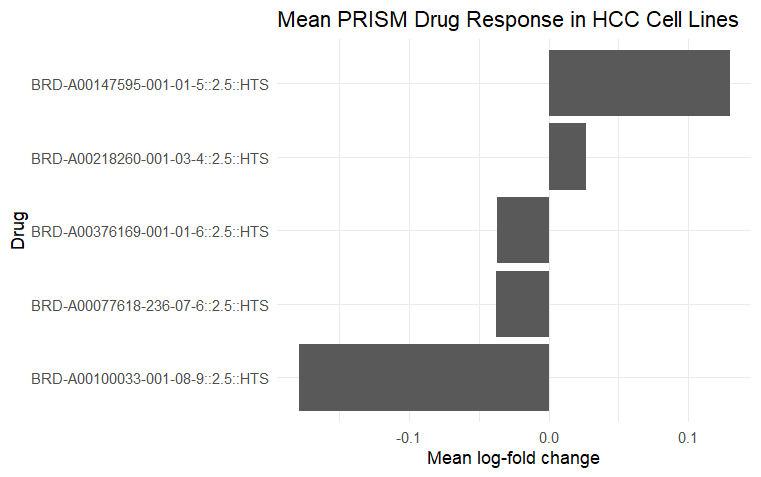 Mean PRISM Drug Response in HCC Cell Lines
BRD-A00147595-001-01-5::2.5::HTS
BRD-A00218260-001-03-4::2.5::HTS
BRD-A00376169-001-01-6::2.5::HTS
BRD-A00077618-236-07-6::2.5::HTS
BRD-A00100033-001-08-9::2.5::HTS
Drug
-0.1 0.0 0.1
Mean log-fold change